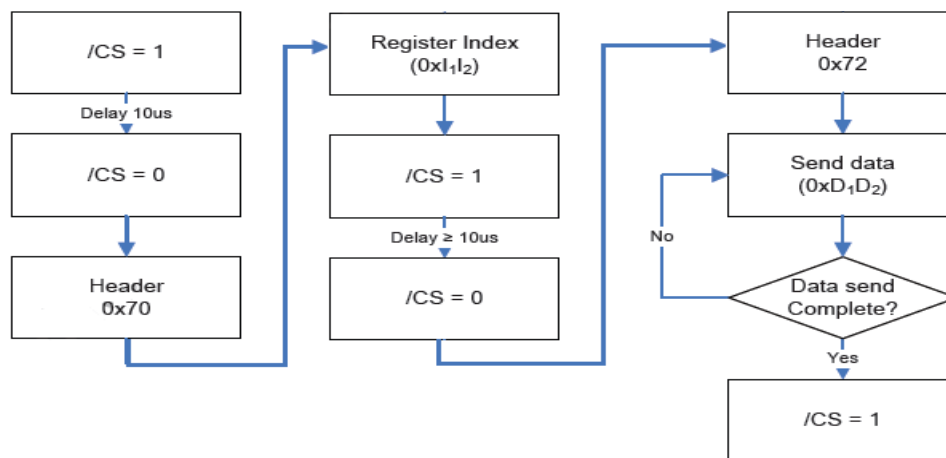 /CS = 1
Delay 10us
/CS = 0
Header
0x70
Register Index
(0xI₁I₂)
/CS = 1
Delay ≥ 10us
/CS = 0
Header
0x72
Send data
(0xD₁D₂)
No
Data send
Complete?
Yes
/CS = 1